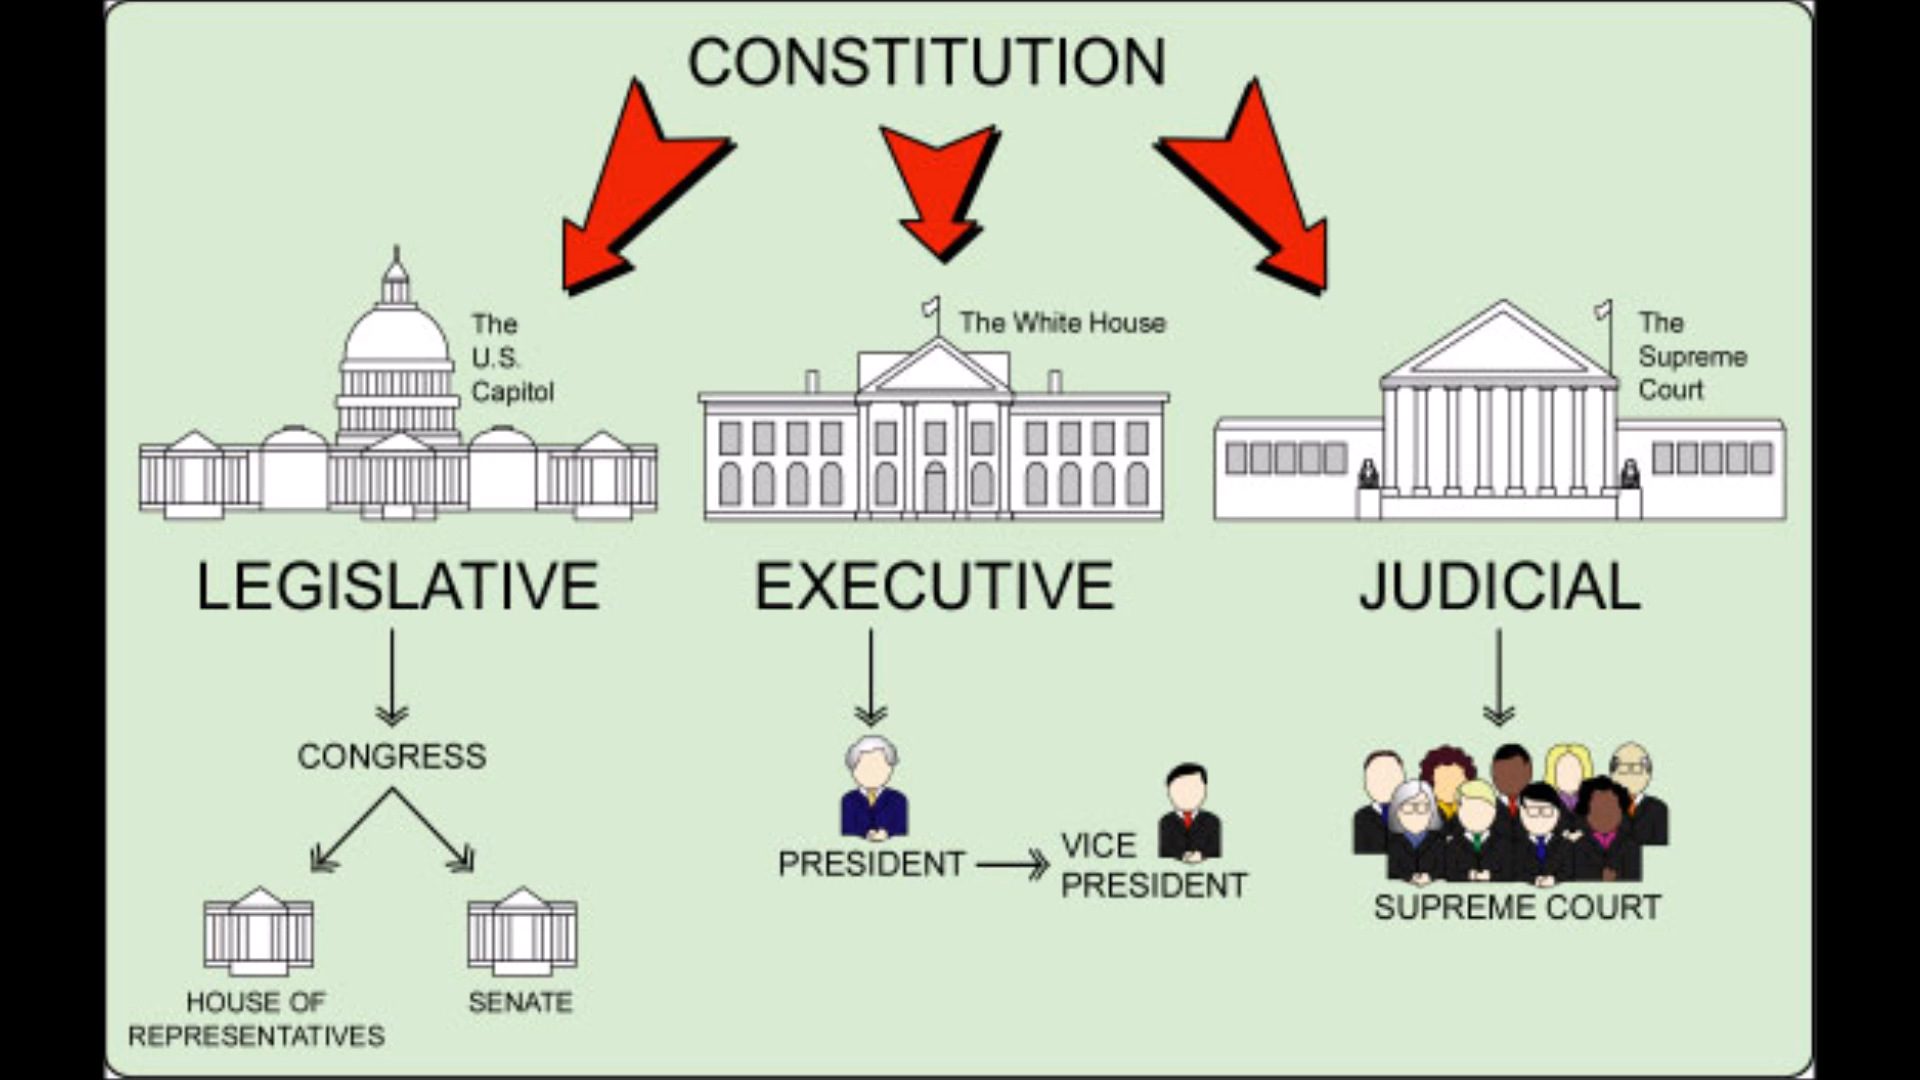 CONSTITUTION
The
U.S.
Capitol
The White House
The
Supreme
Court
LEGISLATIVE
EXECUTIVE
JUDICIAL
CONGRESS
HOUSE OF
REPRESENTATIVES
SENATE
PRESIDENT
VICE
PRESIDENT
SUPREME COURT